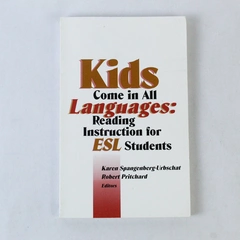 Kids
Come in All
Languages:
Reading
Instruction for
ESL Students
Karen Spangenberg-Urbschat
Robert Pritchard
Editors